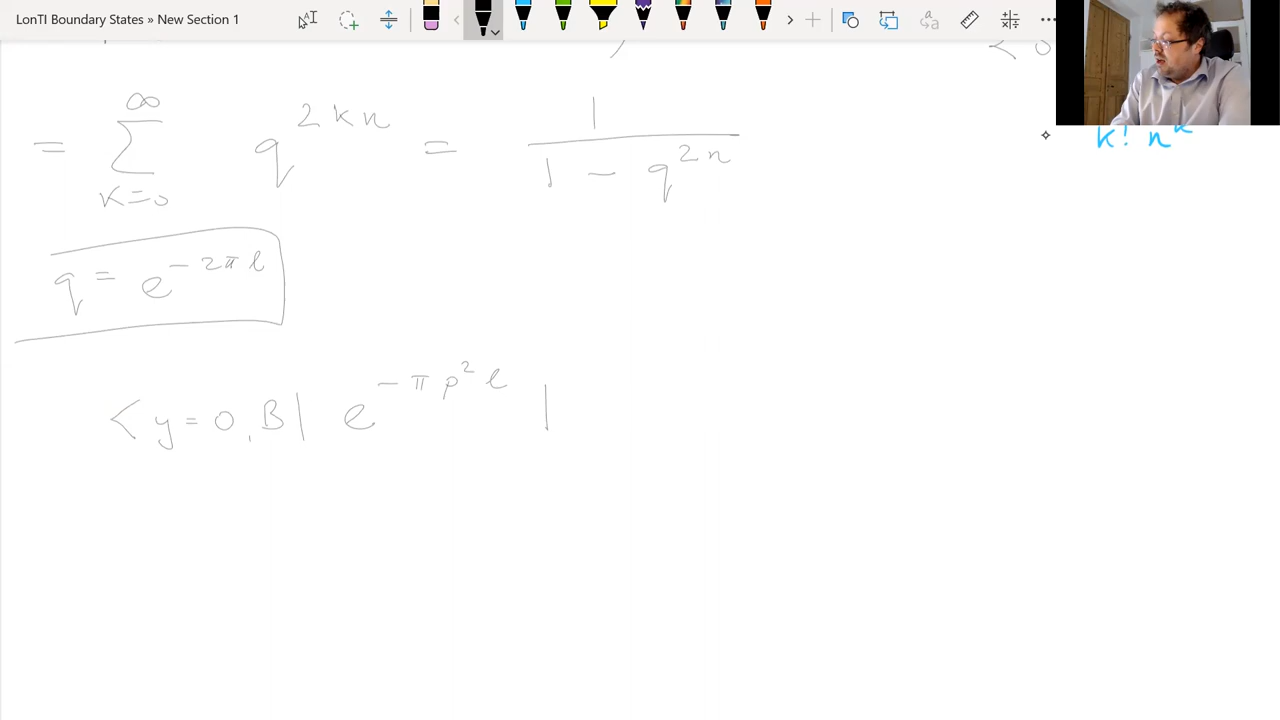 LonTI Boundary States » New Section 1
= ∑_{k=0}^{∞} q^{2kn} = 1 / (1 - q^{2n})
k! n^k
q = e^{-2πl}
<y=0,B| e^{-πp²l} |